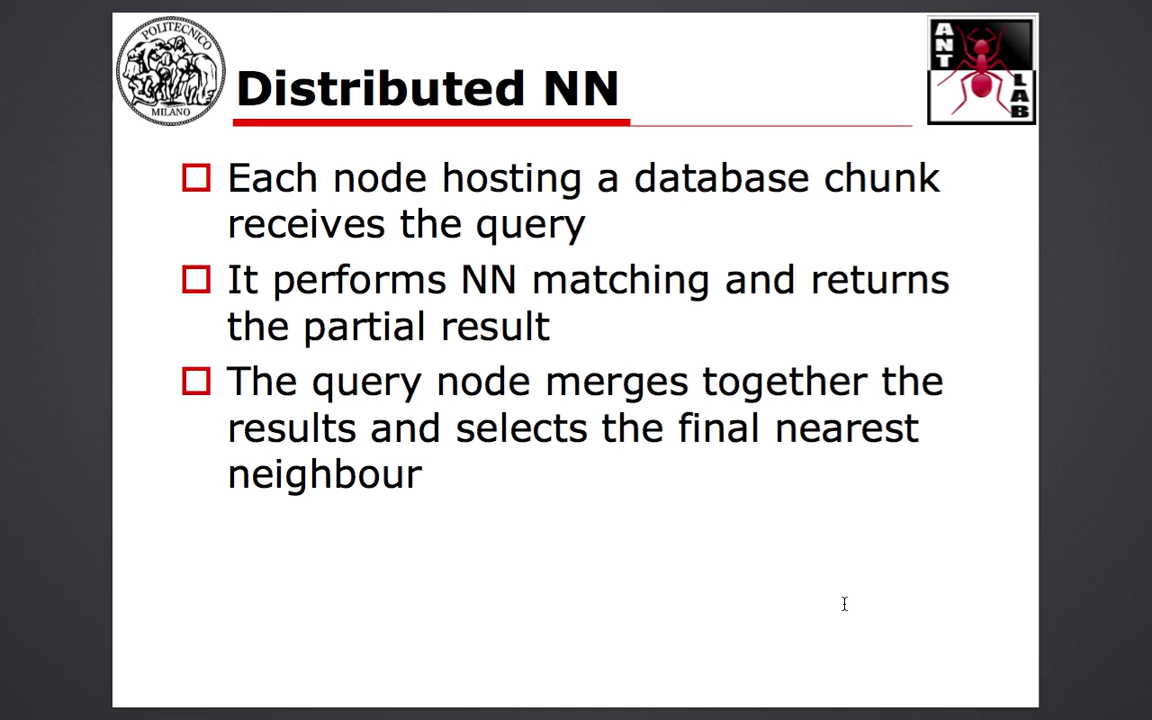 POLITECNICO
MILANO
Distributed NN
ANT
LAB
Each node hosting a database chunk
receives the query
It performs NN matching and returns
the partial result
The query node merges together the
results and selects the final nearest
neighbour